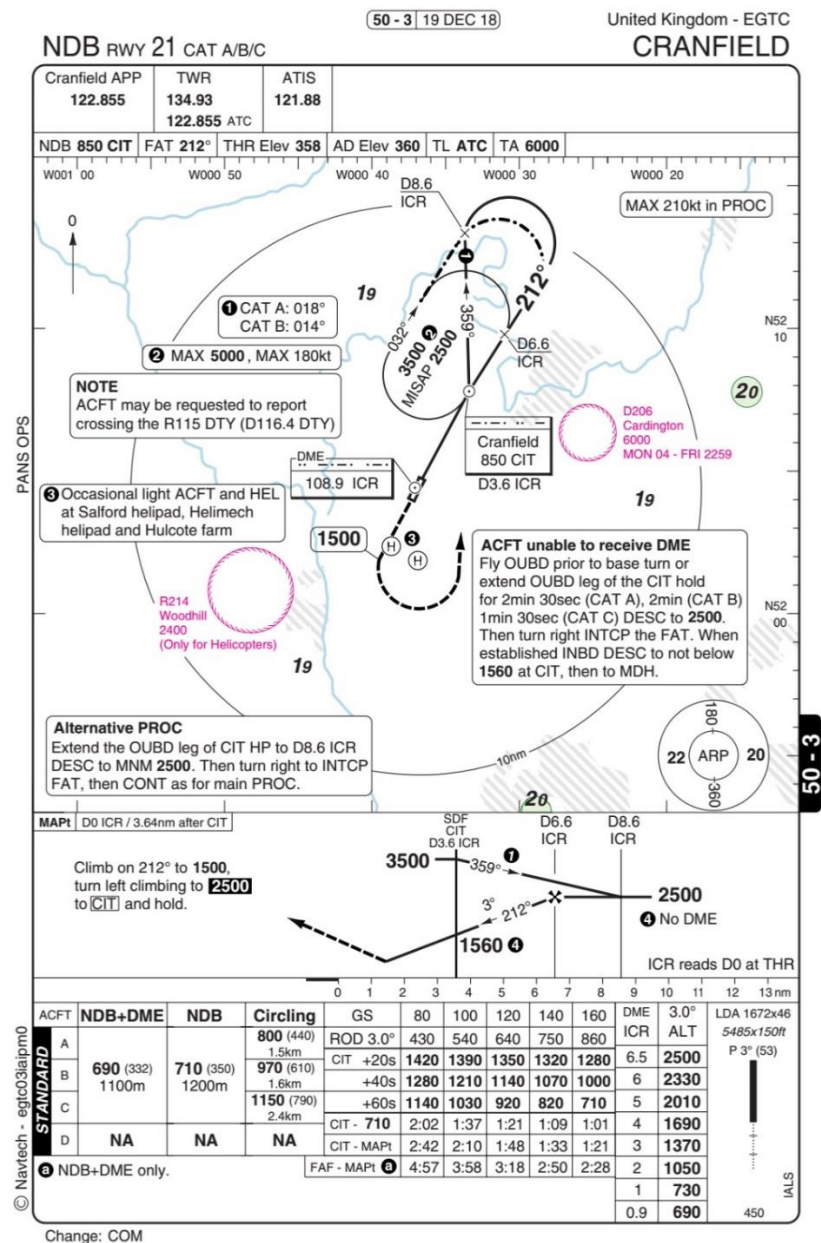 50 - 3 19 DEC 18
United Kingdom - EGTC
NDB RWY 21 CAT A/B/C
CRANFIELD
Cranfield APP
122.855
TWR
134.93
122.855 ATC
ATIS
121.88
NDB 850 CIT FAT 212° THR Elev 358 AD Elev 360 TL ATC TA 6000
W001 00 W000 50 W000 40 W000 30 W000 20
D8.6
ICR
MAX 210kt in PROC
0
19
❶ CAT A: 018°
CAT B: 014°
❶
212°
032°
359°
3500 ❷
MISAP 2500
N52
10
❷ MAX 5000, MAX 180kt
D6.6
ICR
NOTE
ACFT may be requested to report
crossing the R115 DTY (D116.4 DTY)
20
D206
Cardington
6000
MON 04 - FRI 2259
Cranfield
850 CIT
D3.6 ICR
DME
108.9 ICR
PANS OPS
19
❸ Occasional light ACFT and HEL
at Salford helipad, Helimech
helipad and Hulcote farm
1500
❸
H
H
ACFT unable to receive DME
Fly OUBD prior to base turn or
extend OUBD leg of the CIT hold
for 2min 30sec (CAT A), 2min (CAT B)
1min 30sec (CAT C) DESC to 2500.
Then turn right INTCP the FAT. When
established INBD DESC to not below
1560 at CIT, then to MDH.
N52
00
R214
Woodhill
2400
(Only for Helicopters)
19
Alternative PROC
Extend the OUBD leg of CIT HP to D8.6 ICR
DESC to MNM 2500. Then turn right to INTCP
FAT, then CONT as for main PROC.
10nm
180
22 ARP 20
360
50 - 3
20
MAPt D0 ICR / 3.64nm after CIT
SDF
CIT
D3.6 ICR
D6.6
ICR
D8.6
ICR
Climb on 212° to 1500,
turn left climbing to 2500
to CIT and hold.
3500
359°
❶
3°
212°
2500
❹ No DME
1560 ❹
ICR reads D0 at THR
0 1 2 3 4 5 6 7 8 9 10 11 12 13 nm
ACFT NDB+DME NDB Circling
STANDARD
A 800 (440)
1.5km
B 690 (332)
1100m
710 (350)
1200m
970 (610)
1.6km
C 1150 (790)
2.4km
D NA NA NA
GS 80 100 120 140 160
ROD 3.0° 430 540 640 750 860
CIT +20s 1420 1390 1350 1320 1280
+40s 1280 1210 1140 1070 1000
+60s 1140 1030 920 820 710
CIT - 710 2:02 1:37 1:21 1:09 1:01
CIT - MAPt 2:42 2:10 1:48 1:33 1:21
FAF - MAPt ⓐ 4:57 3:58 3:18 2:50 2:28
DME
ICR
3.0°
ALT
6.5 2500
6 2330
5 2010
4 1690
3 1370
2 1050
1 730
0.9 690
LDA 1672x46
5485x150ft
P 3° (53)
IALS
450
ⓐ NDB+DME only.
© Navtech - egtc03iaipm0
Change: COM